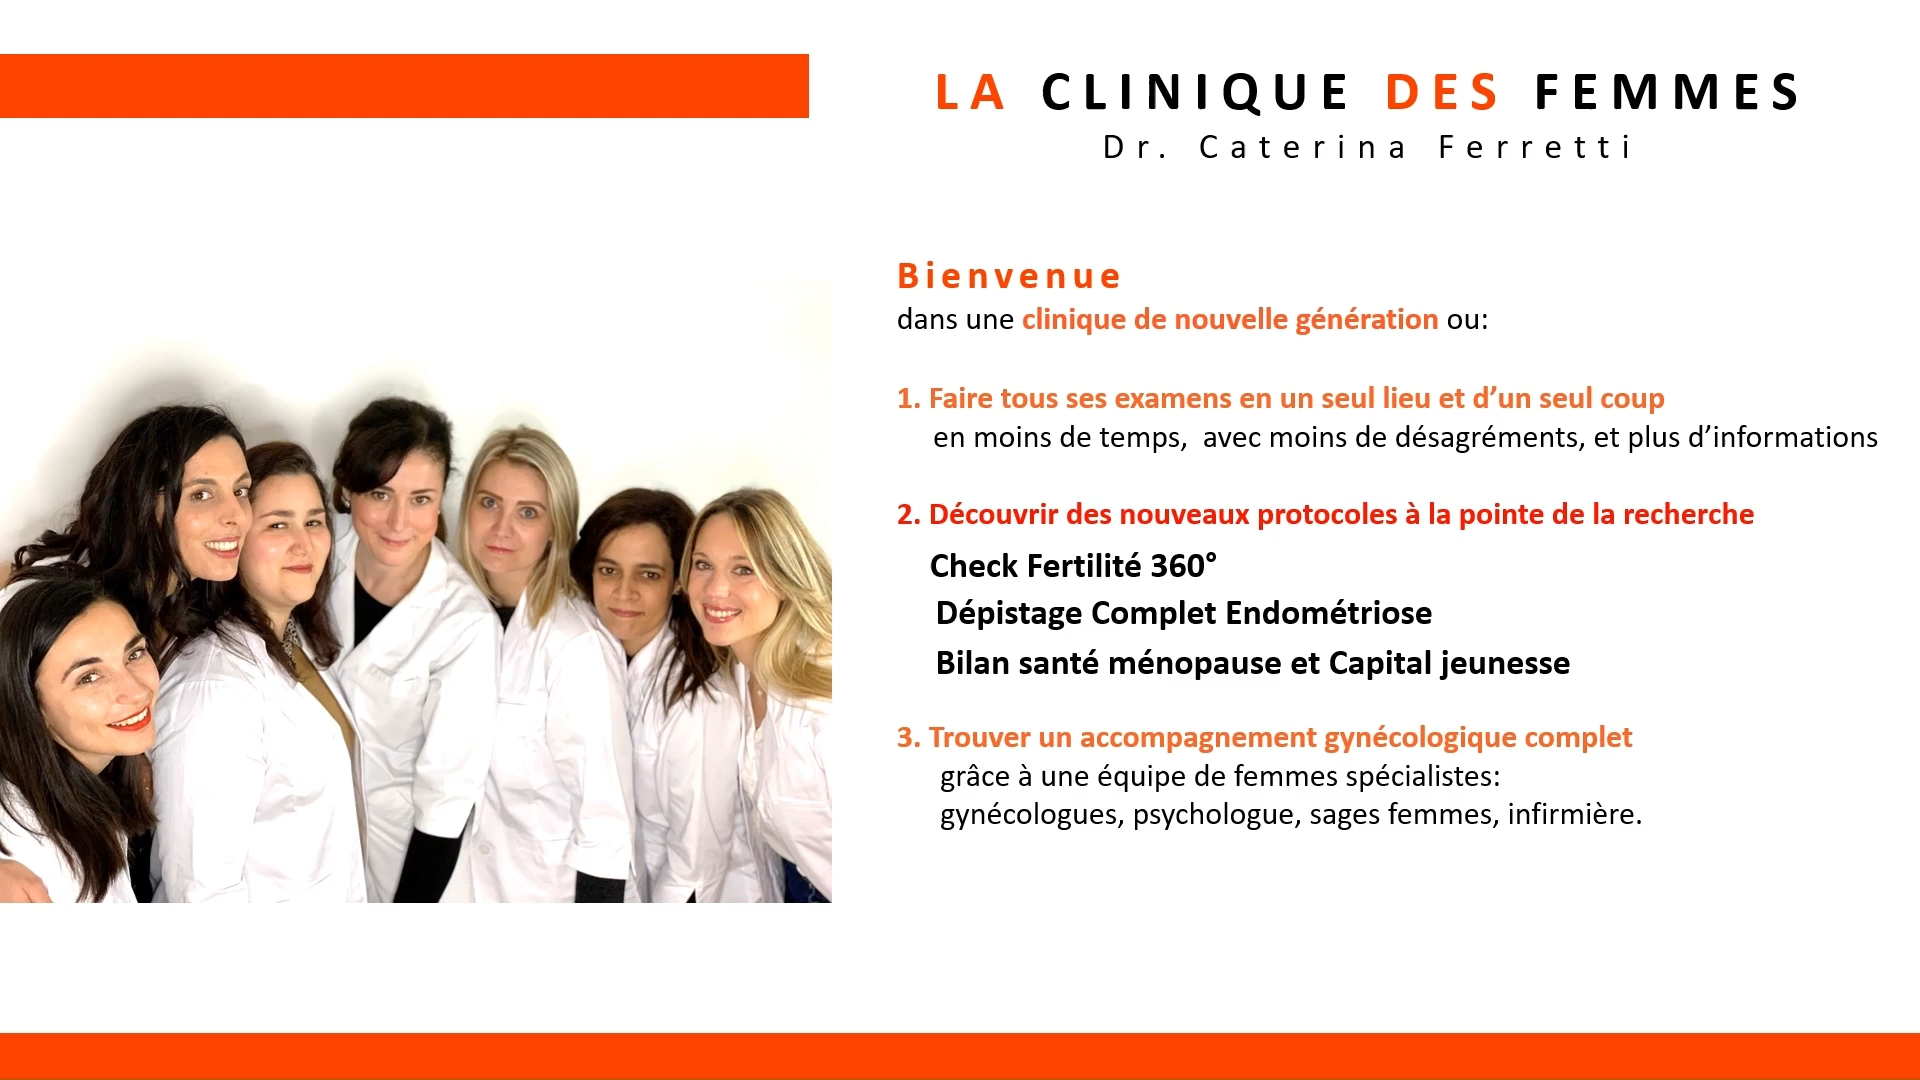 LA CLINIQUE DES FEMMES
Dr. Caterina Ferretti
Bienvenue
dans une clinique de nouvelle génération ou:
1. Faire tous ses examens en un seul lieu et d’un seul coup
en moins de temps,  avec moins de désagréments, et plus d’informations
2. Découvrir des nouveaux protocoles à la pointe de la recherche
Check Fertilité 360°
Dépistage Complet Endométriose
Bilan santé ménopause et Capital jeunesse
3. Trouver un accompagnement gynécologique complet
grâce à une équipe de femmes spécialistes:
gynécologues, psychologue, sages femmes, infirmière.